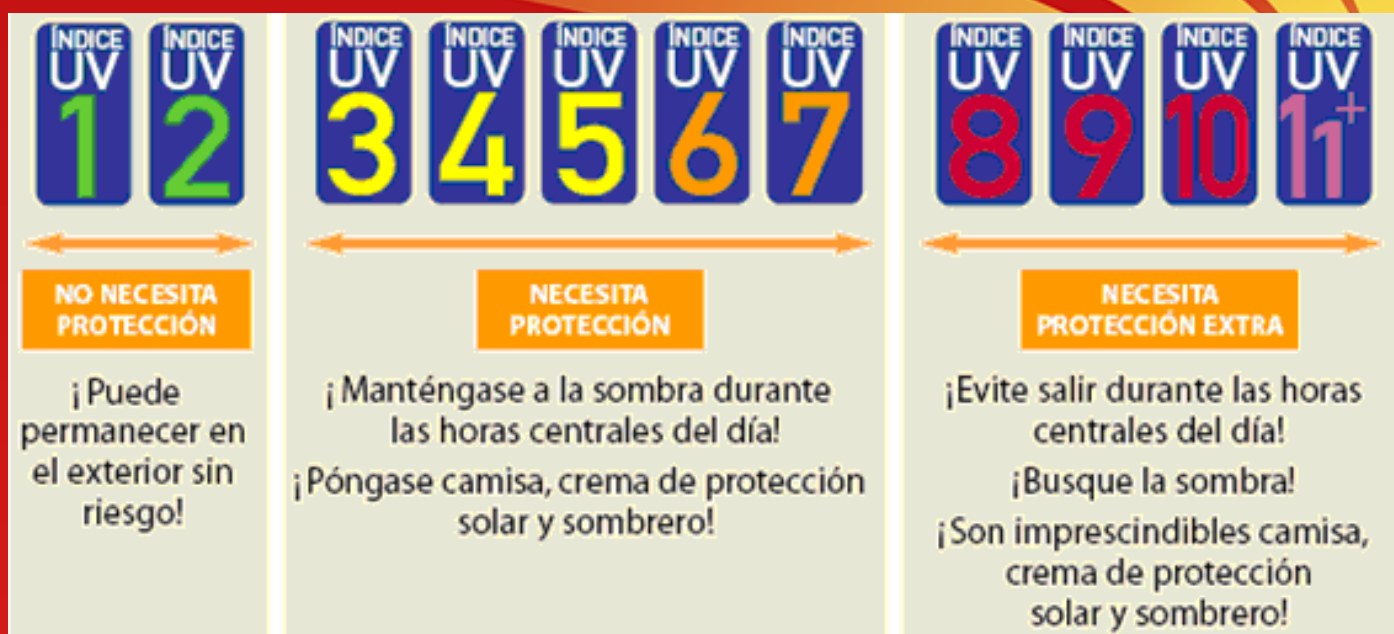 ÍNDICE
UV
1
ÍNDICE
UV
2
NO NECESITA
PROTECCIÓN
¡Puede
permanecer en
el exterior sin
riesgo!
ÍNDICE
UV
3
ÍNDICE
UV
4
ÍNDICE
UV
5
ÍNDICE
UV
6
ÍNDICE
UV
7
NECESITA
PROTECCIÓN
¡Manténgase a la sombra durante
las horas centrales del día!
¡Póngase camisa, crema de protección
solar y sombrero!
ÍNDICE
UV
8
ÍNDICE
UV
9
ÍNDICE
UV
10
ÍNDICE
UV
11+
NECESITA
PROTECCIÓN EXTRA
¡Evite salir durante las horas
centrales del día!
¡Busque la sombra!
¡Son imprescindibles camisa,
crema de protección
solar y sombrero!